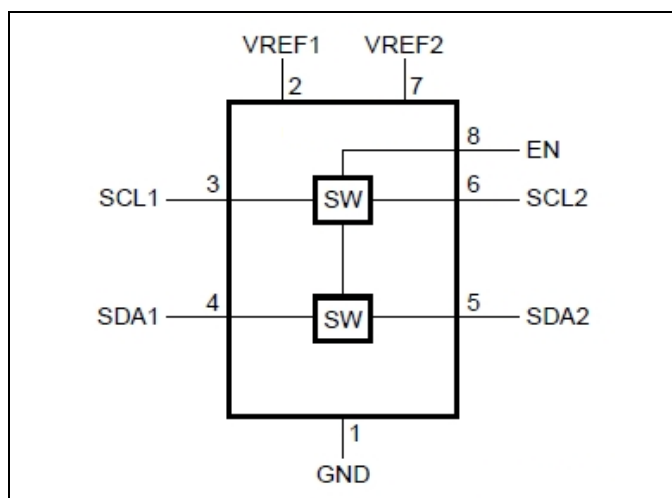 VREF1 VREF2
2 7
8 EN
SCL1 3 SW 6 SCL2
SDA1 4 SW 5 SDA2
1
GND